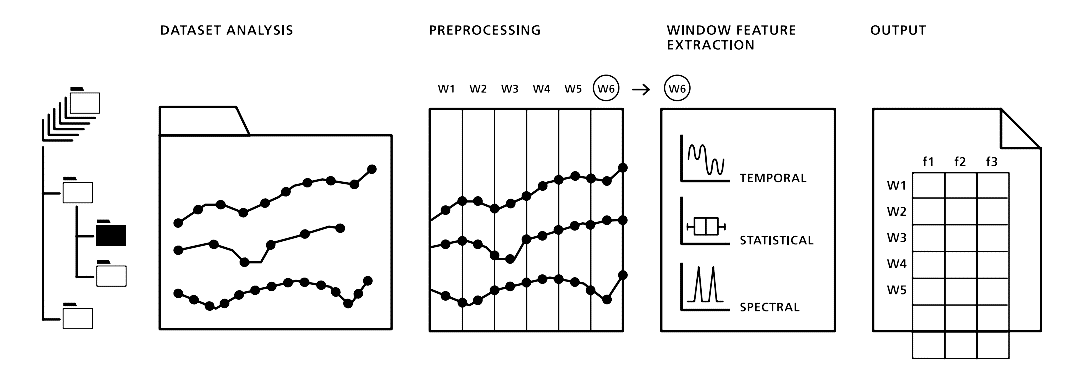 DATASET ANALYSIS
PREPROCESSING
WINDOW FEATURE
EXTRACTION
OUTPUT
W1 W2 W3 W4 W5 W6
W6
TEMPORAL
STATISTICAL
SPECTRAL
f1 f2 f3
W1
W2
W3
W4
W5